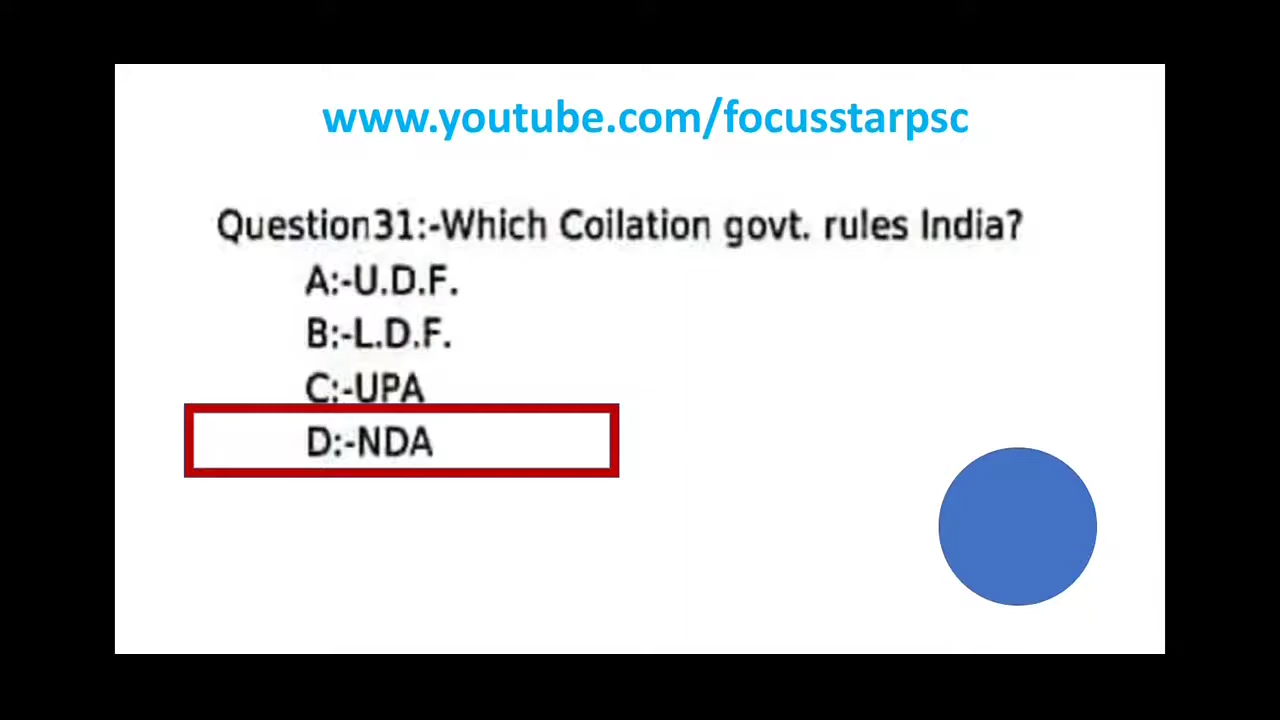 www.youtube.com/focusstarpsc
Question31:-Which Coilation govt. rules India?
A:-U.D.F.
B:-L.D.F.
C:-UPA
D:-NDA